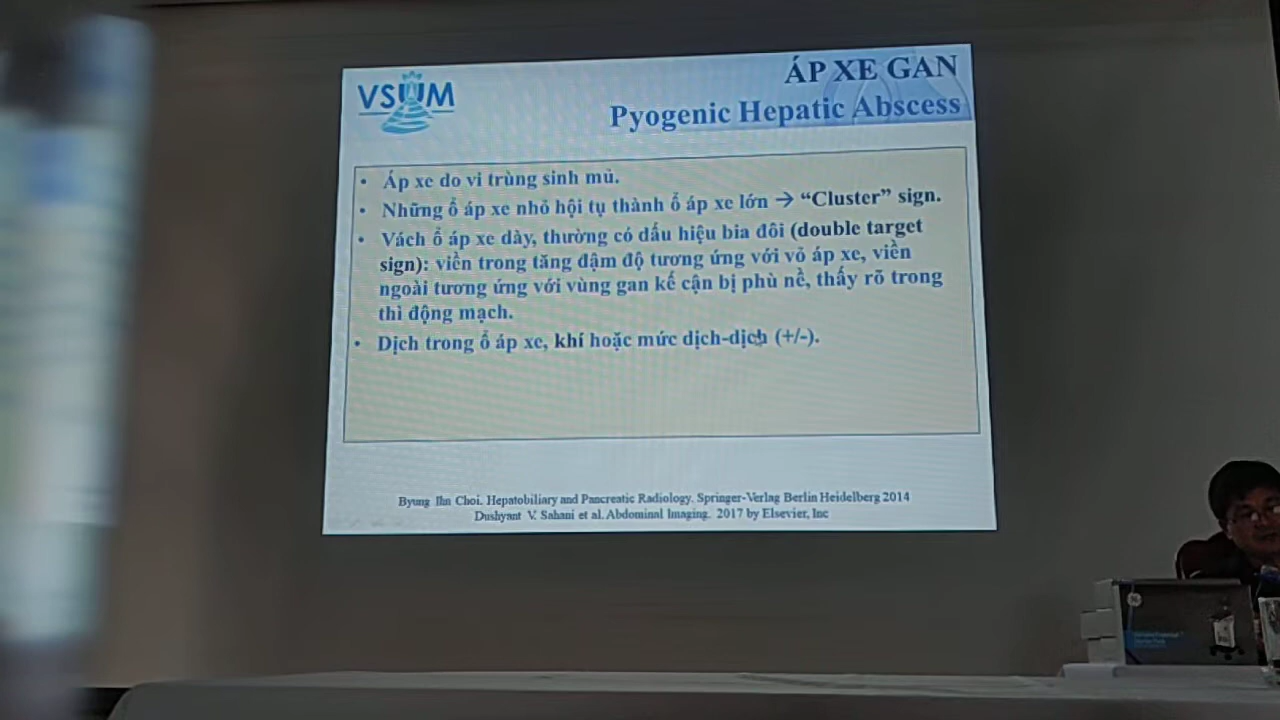 VSUM
ÁP XE GAN
Pyogenic Hepatic Abscess
• Áp xe do vi trùng sinh mủ.
• Những ổ áp xe nhỏ hội tụ thành ổ áp xe lớn → “Cluster” sign.
• Vách ổ áp xe dày, thường có dấu hiệu bia đôi (double target
sign): viền trong tăng đậm độ tương ứng với vỏ áp xe, viền
ngoài tương ứng với vùng gan kế cận bị phù nề, thấy rõ trong
thì động mạch.
• Dịch trong ổ áp xe, khí hoặc mức dịch-dịch (+/-).
Byung Ihn Choi. Hepatobiliary and Pancreatic Radiology. Springer-Verlag Berlin Heidelberg 2014
Dushyant V. Sahani et al. Abdominal Imaging. 2017 by Elsevier, Inc